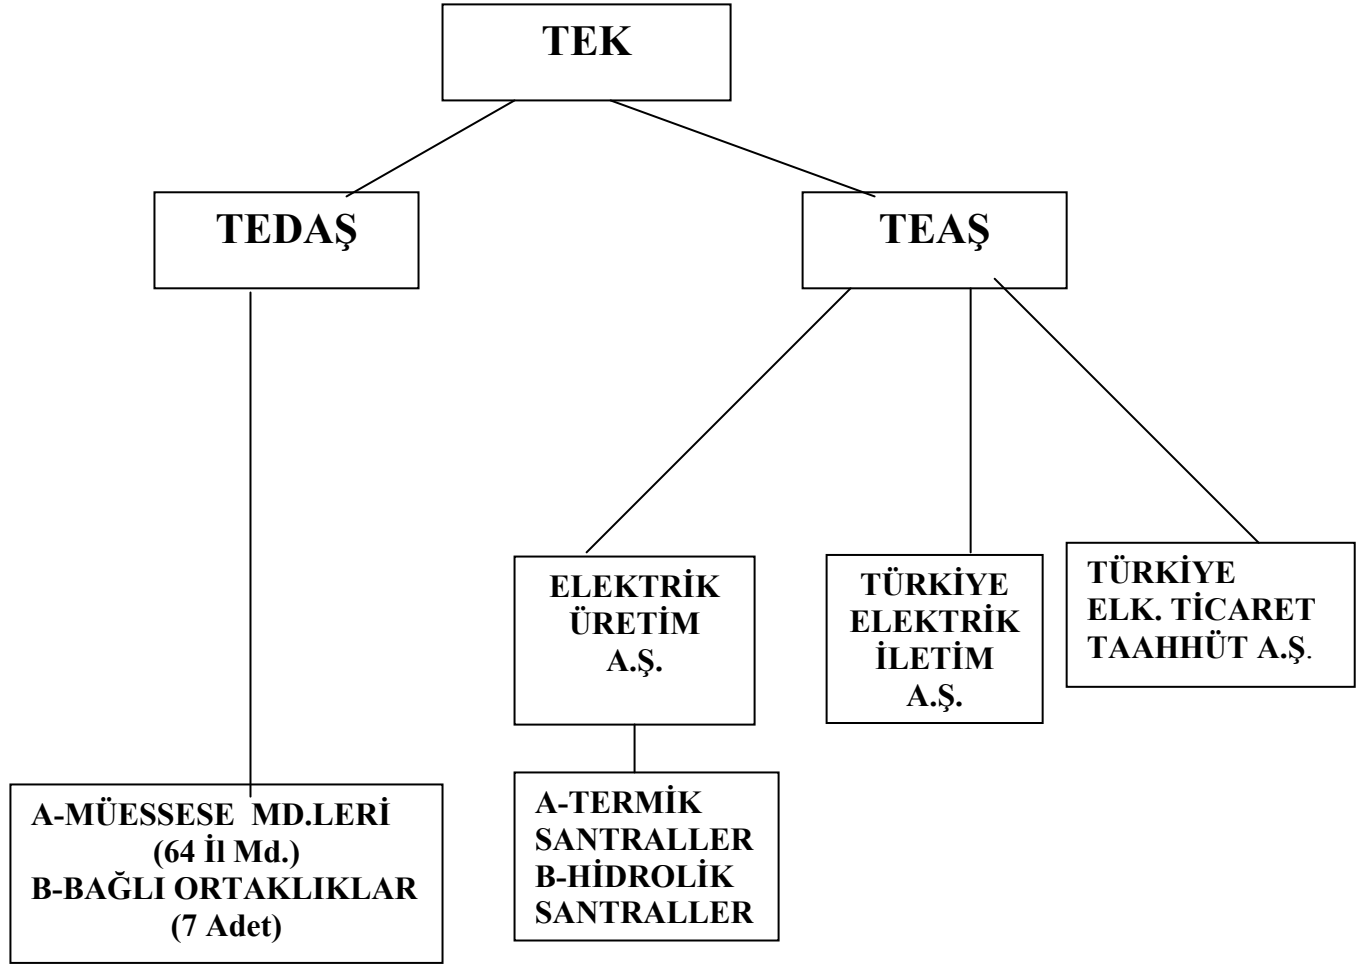 TEK
TEDAŞ
TEAŞ
ELEKTRİK
ÜRETİM
A.Ş.
TÜRKİYE
ELEKTRİK
İLETİM
A.Ş.
TÜRKİYE
ELK. TİCARET
TAAHHÜT A.Ş.
A-MÜESSESE MD.LERİ
(64 İl Md.)
B-BAĞLI ORTAKLIKLAR
(7 Adet)
A-TERMİK
SANTRALLER
B-HİDROLİK
SANTRALLER